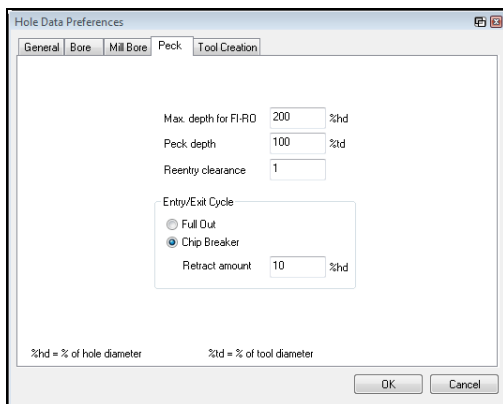 Hole Data Preferences
General Bore Mill Bore Peck Tool Creation
Max. depth for FI-RO 200 %hd
Peck depth 100 %td
Reentry clearance 1
Entry/Exit Cycle
Full Out
Chip Breaker
Retract amount 10 %hd
%hd = % of hole diameter %td = % of tool diameter
OK Cancel